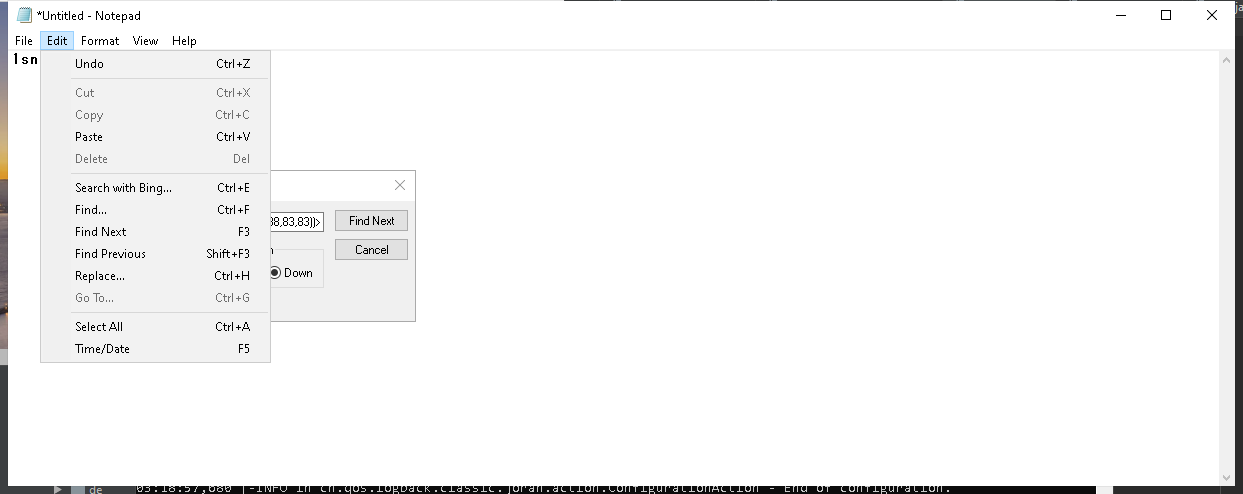 *Untitled - Notepad
File Edit Format View Help
1sn
Undo Ctrl+Z
Cut Ctrl+X
Copy Ctrl+C
Paste Ctrl+V
Delete Del
Search with Bing... Ctrl+E
Find... Ctrl+F
Find Next F3
Find Previous Shift+F3
Replace... Ctrl+H
Go To... Ctrl+G
Select All Ctrl+A
Time/Date F5
38,83,83))>
Find Next
Cancel
Down
de
03:18:57,680 |-INFO in ch.qos.logback.classic.joran.action.ConfigurationAction - End of configuration.